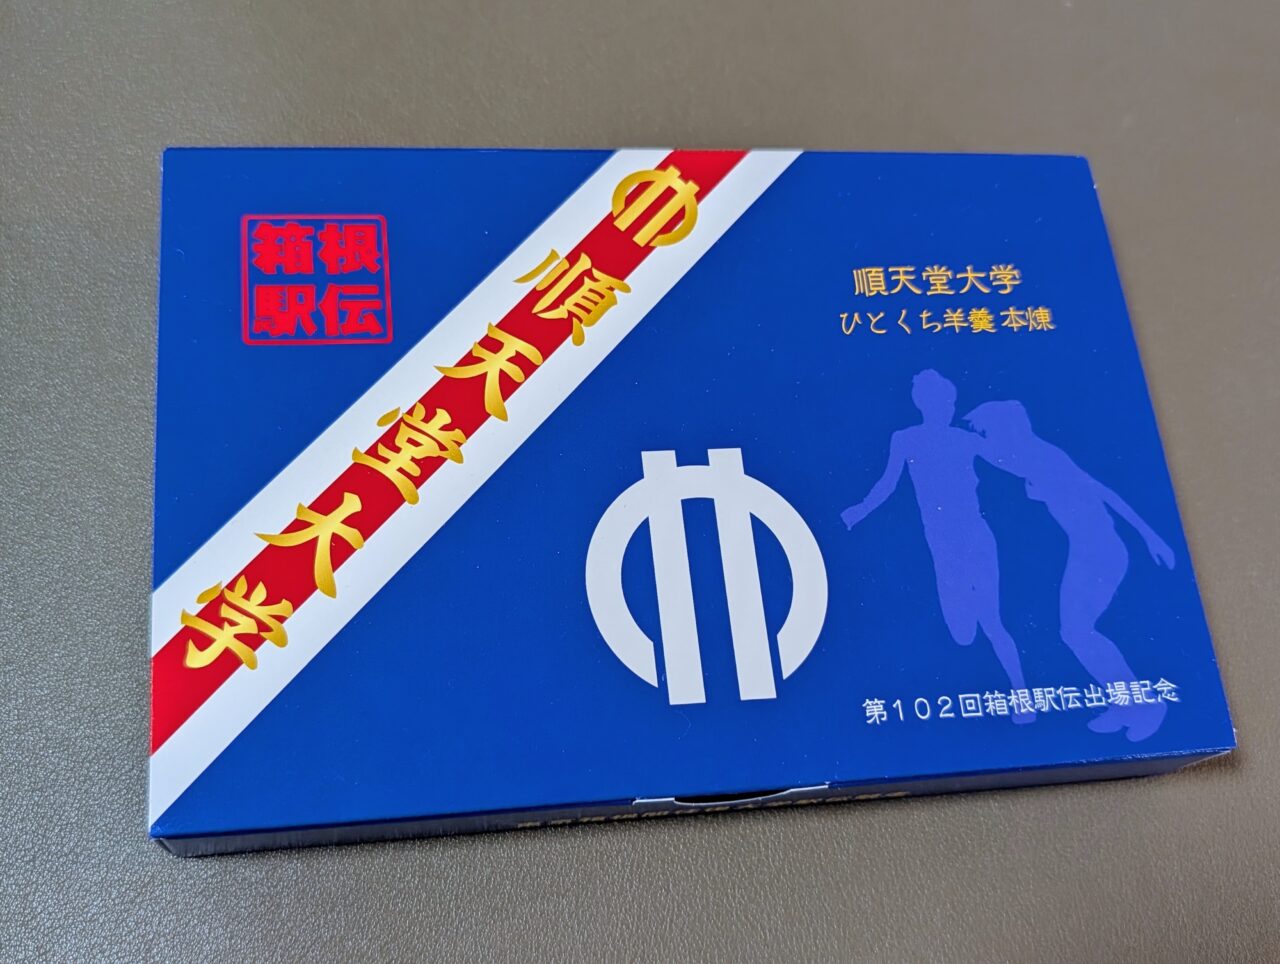 箱根
駅伝
順天堂大学
順天堂大学
ひとくち羊羹 本煉
第102回箱根駅伝出場記念